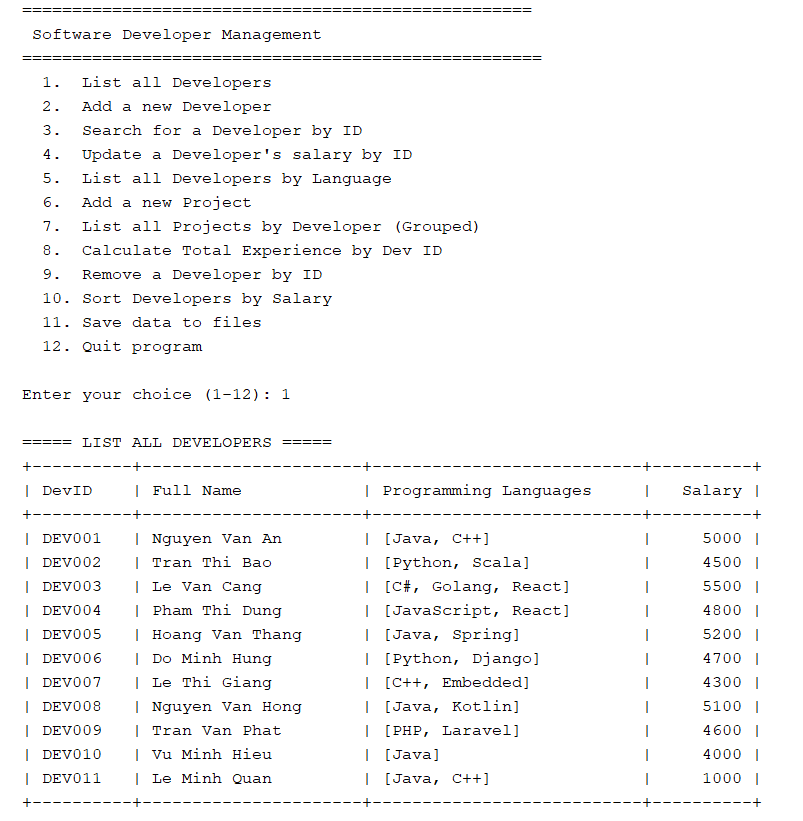 ===================================================
 Software Developer Management
====================================================
  1.  List all Developers
  2.  Add a new Developer
  3.  Search for a Developer by ID
  4.  Update a Developer's salary by ID
  5.  List all Developers by Language
  6.  Add a new Project
  7.  List all Projects by Developer (Grouped)
  8.  Calculate Total Experience by Dev ID
  9.  Remove a Developer by ID
  10. Sort Developers by Salary
  11. Save data to files
  12. Quit program

Enter your choice (1-12): 1

===== LIST ALL DEVELOPERS =====
+----------+----------------------+---------------------------+----------+
| DevID    | Full Name            | Programming Languages     |   Salary |
+----------+----------------------+---------------------------+----------+
| DEV001   | Nguyen Van An        | [Java, C++]               |     5000 |
| DEV002   | Tran Thi Bao         | [Python, Scala]           |     4500 |
| DEV003   | Le Van Cang          | [C#, Golang, React]       |     5500 |
| DEV004   | Pham Thi Dung        | [JavaScript, React]       |     4800 |
| DEV005   | Hoang Van Thang      | [Java, Spring]            |     5200 |
| DEV006   | Do Minh Hung         | [Python, Django]          |     4700 |
| DEV007   | Le Thi Giang         | [C++, Embedded]           |     4300 |
| DEV008   | Nguyen Van Hong      | [Java, Kotlin]            |     5100 |
| DEV009   | Tran Van Phat        | [PHP, Laravel]            |     4600 |
| DEV010   | Vu Minh Hieu         | [Java]                    |     4000 |
| DEV011   | Le Minh Quan         | [Java, C++]               |     1000 |
+----------+----------------------+---------------------------+----------+